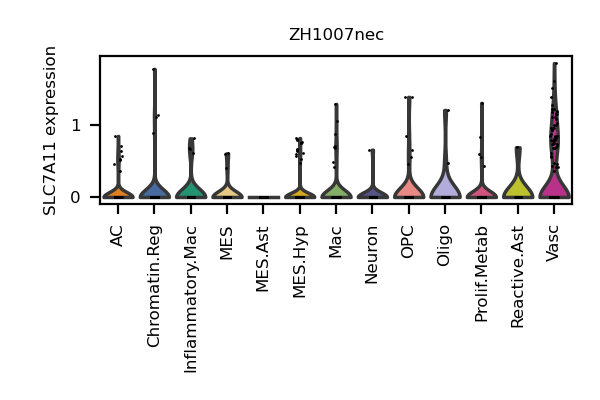 ZH1007nec
SLC7A11 expression
1
0
AC
Chromatin.Reg
Inflammatory.Mac
MES
MES.Ast
MES.Hyp
Mac
Neuron
OPC
Oligo
Prolif.Metab
Reactive.Ast
Vasc